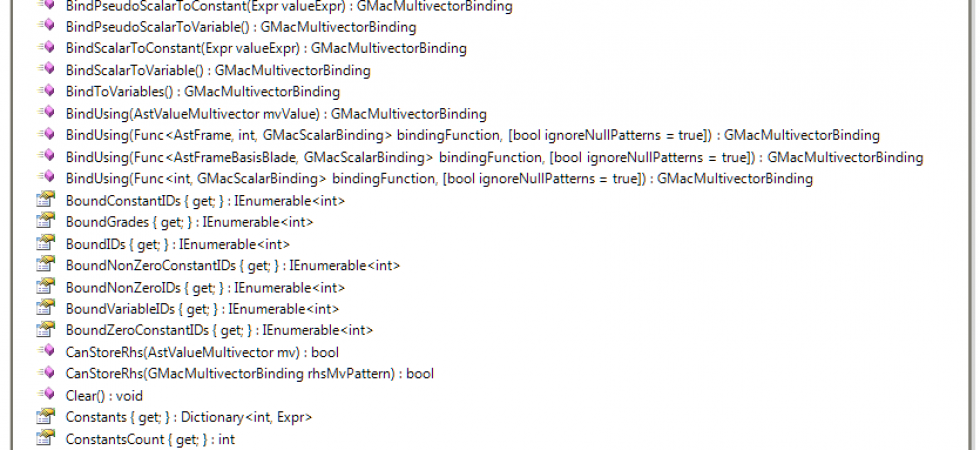 BindPseudoScalarToConstant(Expr valueExpr) : GMacMultivectorBinding
BindPseudoScalarToVariable() : GMacMultivectorBinding
BindScalarToConstant(Expr valueExpr) : GMacMultivectorBinding
BindScalarToVariable() : GMacMultivectorBinding
BindToVariables() : GMacMultivectorBinding
BindUsing(AstValueMultivector mvValue) : GMacMultivectorBinding
BindUsing(Func<AstFrame, int, GMacScalarBinding> bindingFunction, [bool ignoreNullPatterns = true]) : GMacMultivectorBinding
BindUsing(Func<AstFrameBasisBlade, GMacScalarBinding> bindingFunction, [bool ignoreNullPatterns = true]) : GMacMultivectorBinding
BindUsing(Func<int, GMacScalarBinding> bindingFunction, [bool ignoreNullPatterns = true]) : GMacMultivectorBinding
BoundConstantIDs { get; } : IEnumerable<int>
BoundGrades { get; } : IEnumerable<int>
BoundIDs { get; } : IEnumerable<int>
BoundNonZeroConstantIDs { get; } : IEnumerable<int>
BoundNonZeroIDs { get; } : IEnumerable<int>
BoundVariableIDs { get; } : IEnumerable<int>
BoundZeroConstantIDs { get; } : IEnumerable<int>
CanStoreRhs(AstValueMultivector mv) : bool
CanStoreRhs(GMacMultivectorBinding rhsMvPattern) : bool
Clear() : void
Constants { get; } : Dictionary<int, Expr>
ConstantsCount { get; } : int